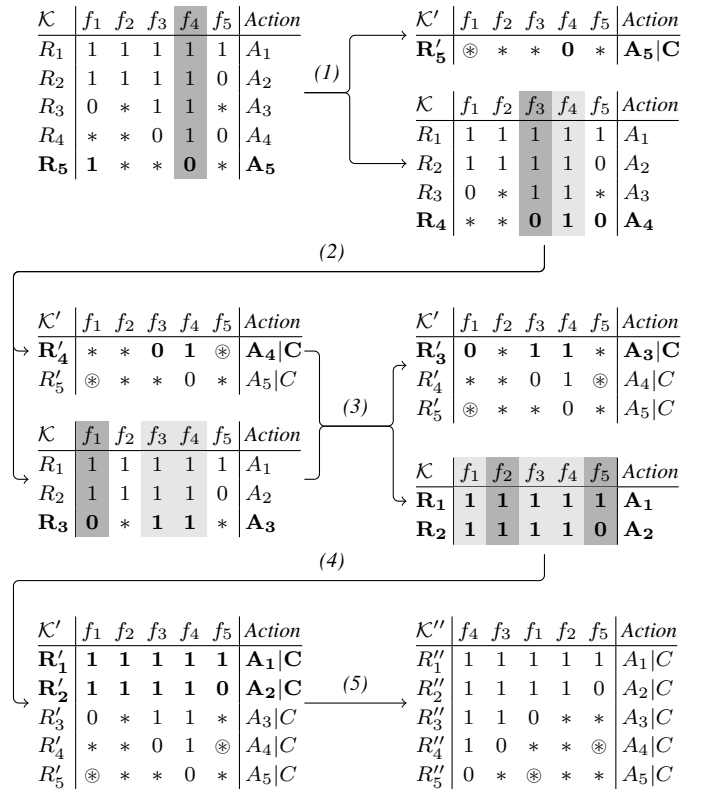 K f₁ f₂ f₃ f₄ f₅ Action
R₁ 1 1 1 1 1 A₁
R₂ 1 1 1 1 0 A₂
R₃ 0 * 1 1 * A₃
R₄ * * 0 1 0 A₄
R₅ 1 * * 0 * A₅
(1)
K′ f₁ f₂ f₃ f₄ f₅ Action
R′₅ ⊛ * * 0 * A₅|C
K f₁ f₂ f₃ f₄ f₅ Action
R₁ 1 1 1 1 1 A₁
R₂ 1 1 1 1 0 A₂
R₃ 0 * 1 1 * A₃
R₄ * * 0 1 0 A₄
(2)
K′ f₁ f₂ f₃ f₄ f₅ Action
R′₄ * * 0 1 ⊛ A₄|C
R′₅ ⊛ * * 0 * A₅|C
K f₁ f₂ f₃ f₄ f₅ Action
R₁ 1 1 1 1 1 A₁
R₂ 1 1 1 1 0 A₂
R₃ 0 * 1 1 * A₃
(3)
K′ f₁ f₂ f₃ f₄ f₅ Action
R′₃ 0 * 1 1 * A₃|C
R′₄ * * 0 1 ⊛ A₄|C
R′₅ ⊛ * * 0 * A₅|C
K f₁ f₂ f₃ f₄ f₅ Action
R₁ 1 1 1 1 1 A₁
R₂ 1 1 1 1 0 A₂
(4)
K′ f₁ f₂ f₃ f₄ f₅ Action
R′₁ 1 1 1 1 1 A₁|C
R′₂ 1 1 1 1 0 A₂|C
R′₃ 0 * 1 1 * A₃|C
R′₄ * * 0 1 ⊛ A₄|C
R′₅ ⊛ * * 0 * A₅|C
(5)
K″ f₄ f₃ f₁ f₂ f₅ Action
R″₁ 1 1 1 1 1 A₁|C
R″₂ 1 1 1 1 0 A₂|C
R″₃ 1 1 0 * * A₃|C
R″₄ 1 0 * * ⊛ A₄|C
R″₅ 0 * ⊛ * * A₅|C